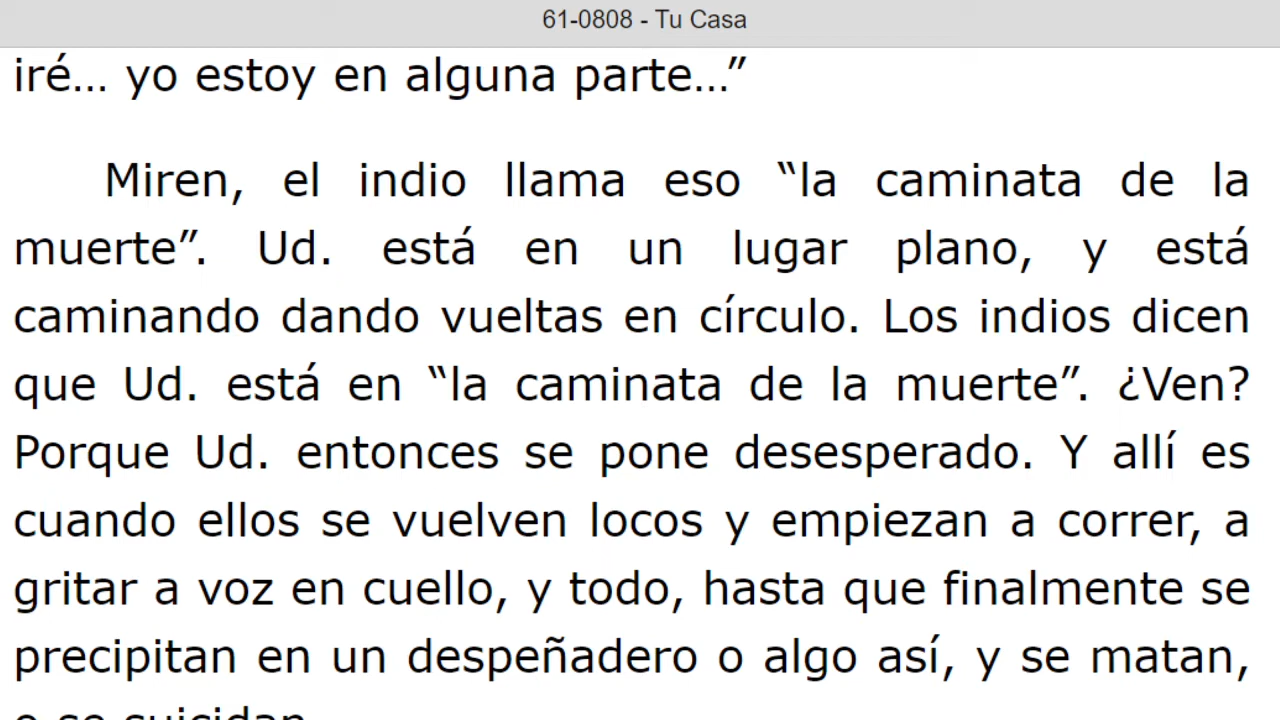 61-0808 - Tu Casa
iré… yo estoy en alguna parte…”
Miren, el indio llama eso “la caminata de la
muerte”. Ud. está en un lugar plano, y está
caminando dando vueltas en círculo. Los indios dicen
que Ud. está en “la caminata de la muerte”. ¿Ven?
Porque Ud. entonces se pone desesperado. Y allí es
cuando ellos se vuelven locos y empiezan a correr, a
gritar a voz en cuello, y todo, hasta que finalmente se
precipitan en un despeñadero o algo así, y se matan,
o se suicidan